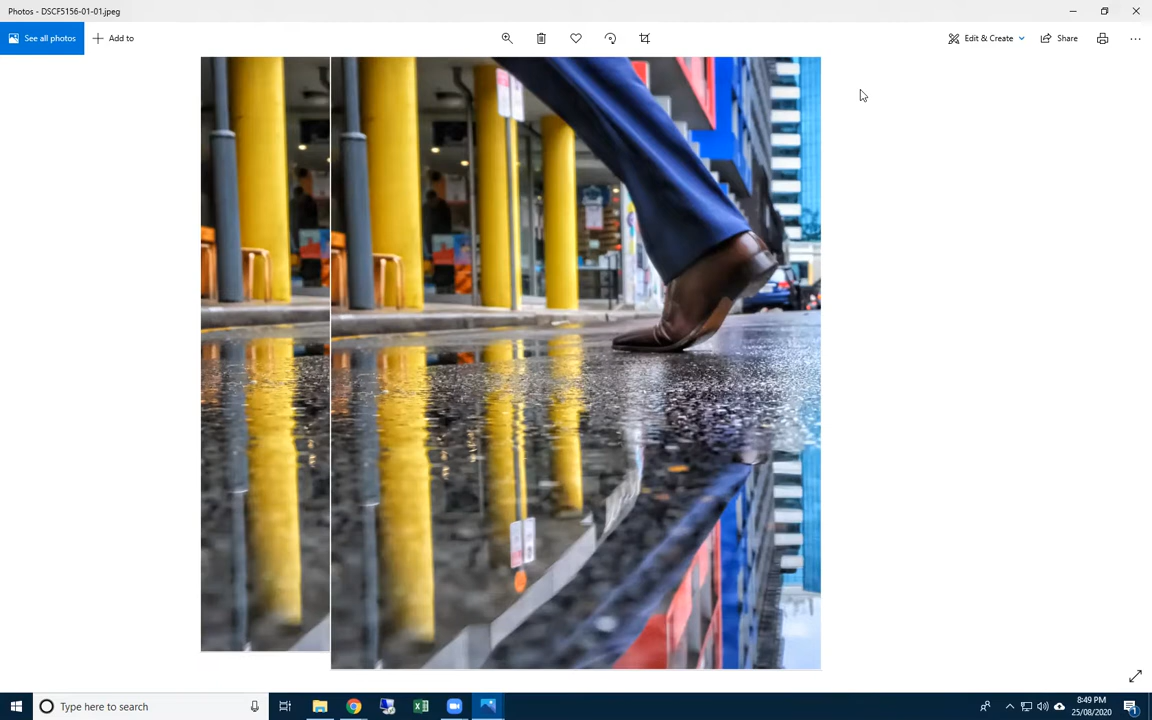 Photos - DSCF5156-01-01.jpeg
See all photos
Add to
Edit & Create
Share
Type here to search
8:49 PM
25/08/2020
1